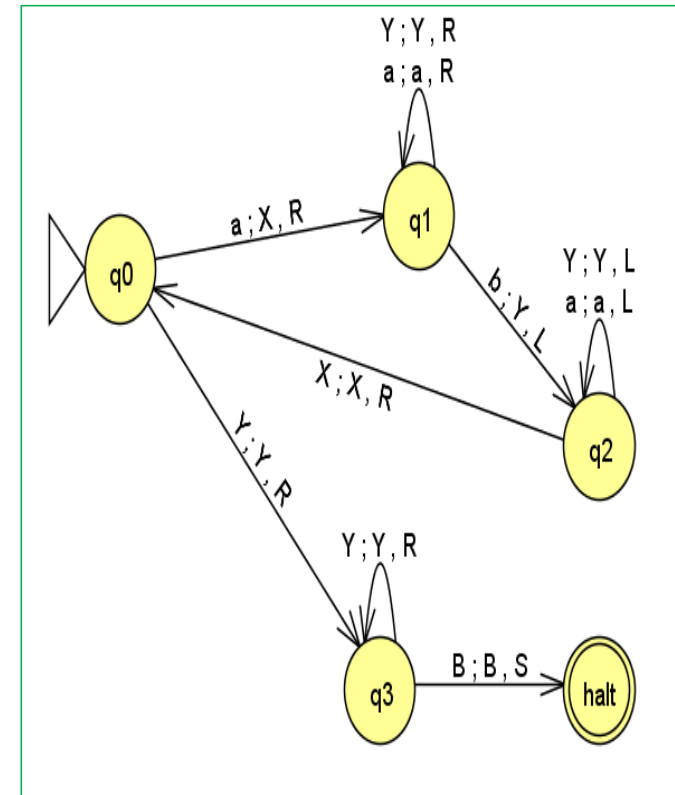 Y ; Y , R
a ; a , R
q1
a ; X , R
q0
Y ; Y , L
a ; a , L
b ; Y , L
X ; X , R
q2
Y ; Y , R
Y ; Y , R
q3
B ; B , S
halt